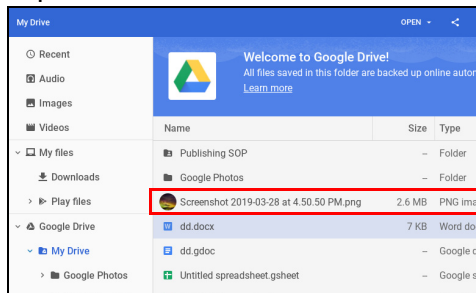 My Drive OPEN
Recent
Audio
Images
Videos
My files
Downloads
Play files
Google Drive
My Drive
Google Photos
Welcome to Google Drive!
All files saved in this folder are backed up online autor
Learn more
Name Size Type
Publishing SOP – Folder
Google Photos – Folder
Screenshot 2019-03-28 at 4.50.50 PM.png 2.6 MB PNG ima
dd.docx 7 KB Word do
dd.gdoc – Google d
Untitled spreadsheet.gsheet – Google s